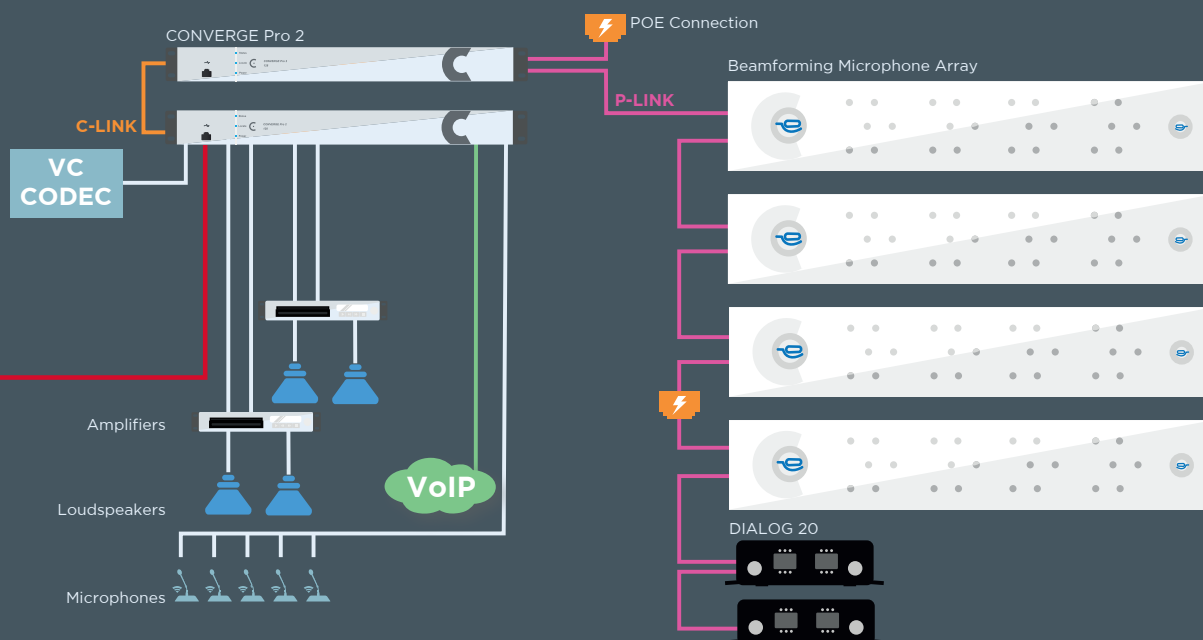 POE Connection
CONVERGE Pro 2
Beamforming Microphone Array
P-LINK
C-LINK
VC
CODEC
Amplifiers
VoIP
Loudspeakers
DIALOG 20
Microphones